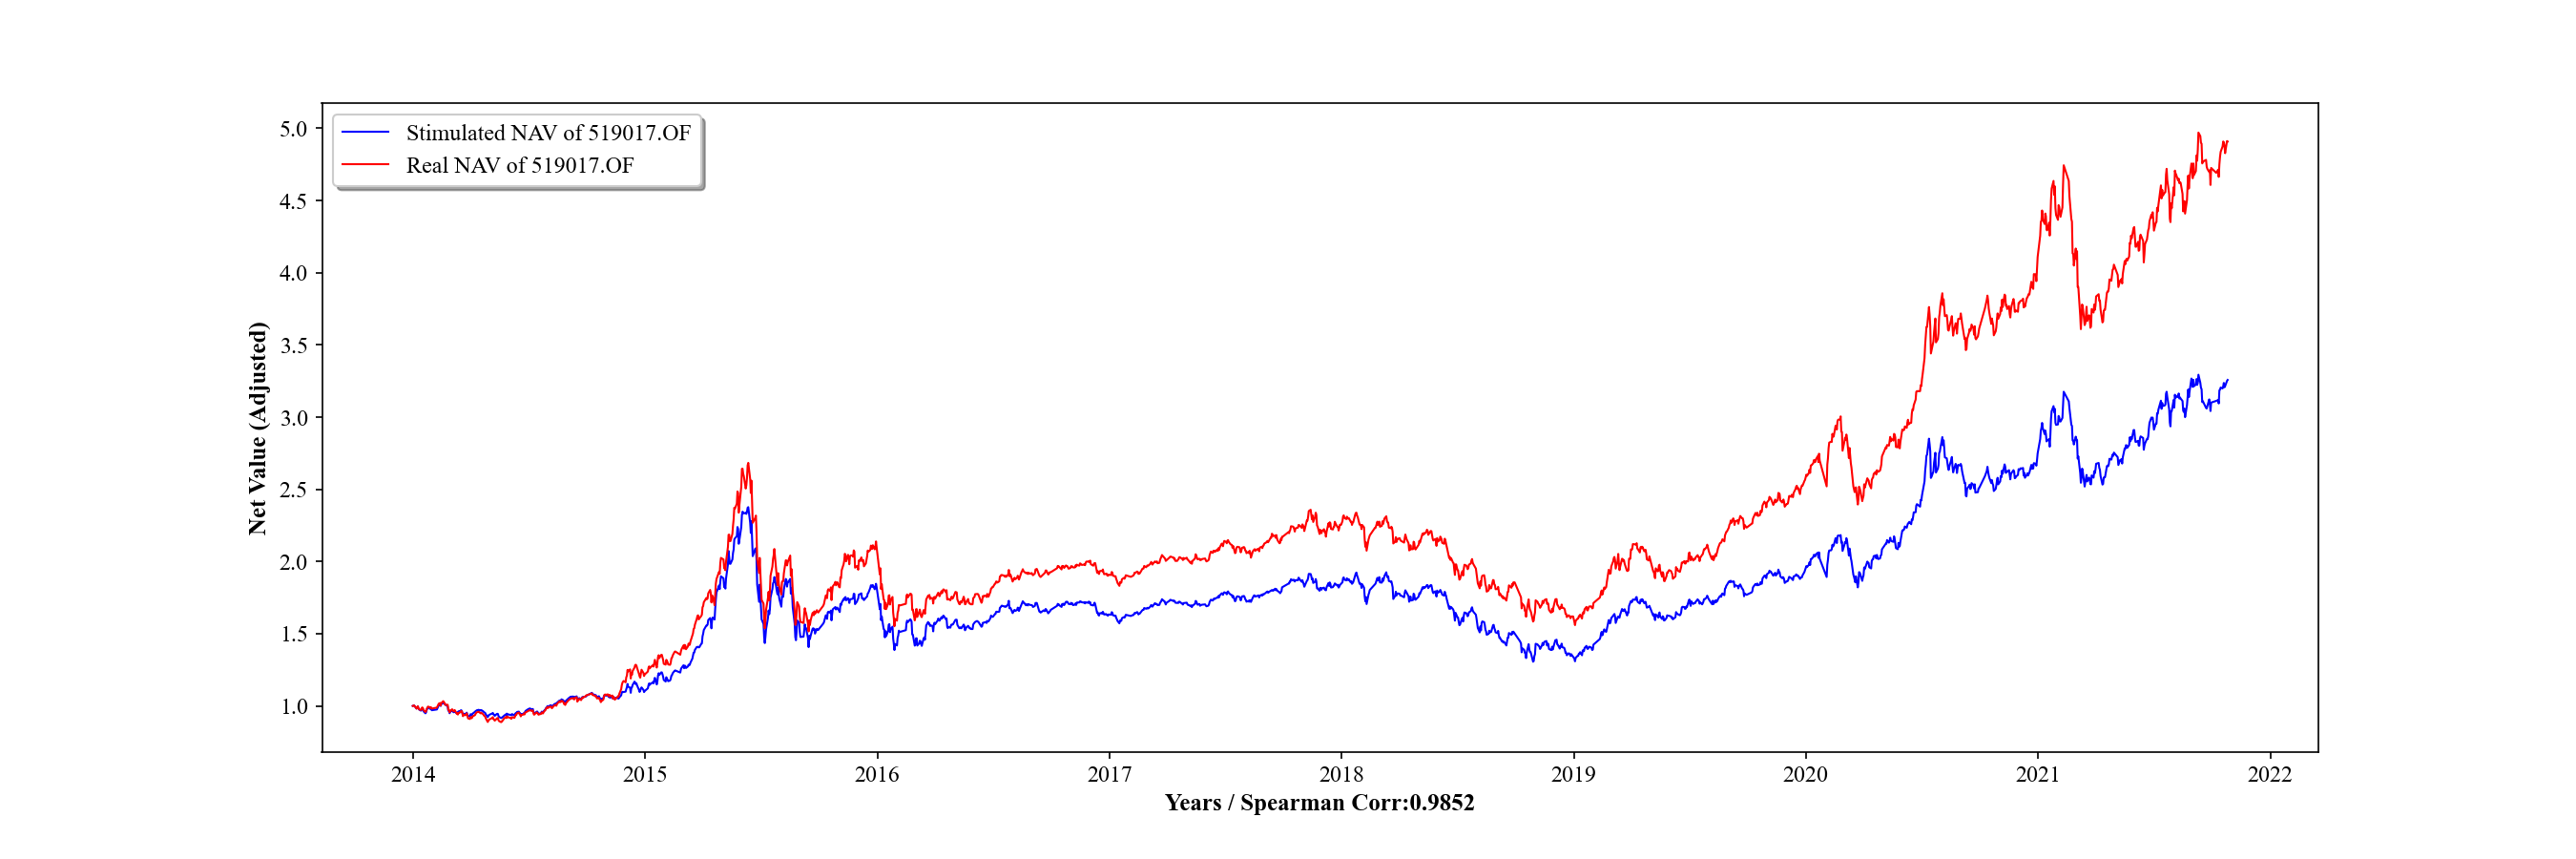 Stimulated NAV of 519017.OF
Real NAV of 519017.OF
5.0
4.5
4.0
3.5
3.0
2.5
2.0
1.5
1.0
Net Value (Adjusted)
2014 2015 2016 2017 2018 2019 2020 2021 2022
Years / Spearman Corr:0.9852